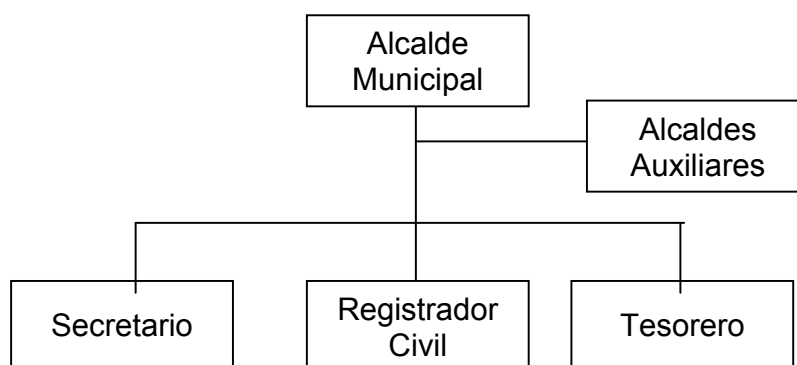 Alcalde
Municipal
Alcaldes
Auxiliares
Secretario
Registrador
Civil
Tesorero